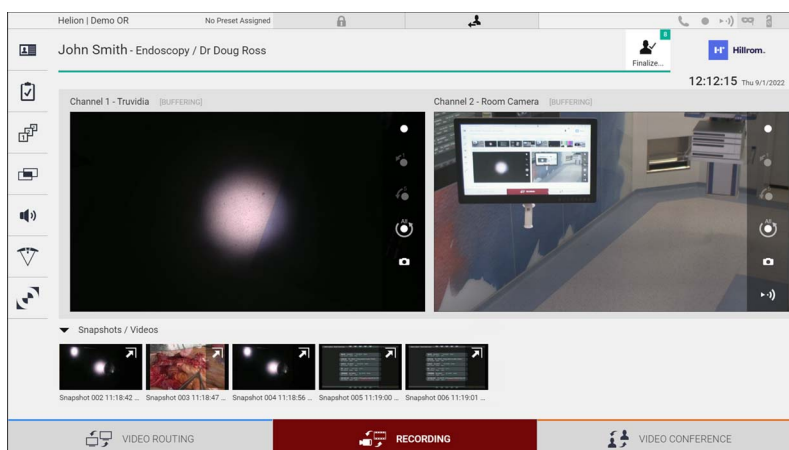 Helion | Demo OR
No Preset Assigned
John Smith - Endoscopy / Dr Doug Ross
8
Finalize...
H-r Hillrom.
12:12:15 Thu 9/1/2022
Channel 1 - Truvidia [BUFFERING]
Channel 2 - Room Camera [BUFFERING]
All
All
Snapshots / Videos
Snapshot 002 11:18:42 ...
Snapshot 003 11:18:47 ...
Snapshot 004 11:18:56 ...
Snapshot 005 11:19:00 ...
Snapshot 006 11:19:01 ...
VIDEO ROUTING
RECORDING
VIDEO CONFERENCE